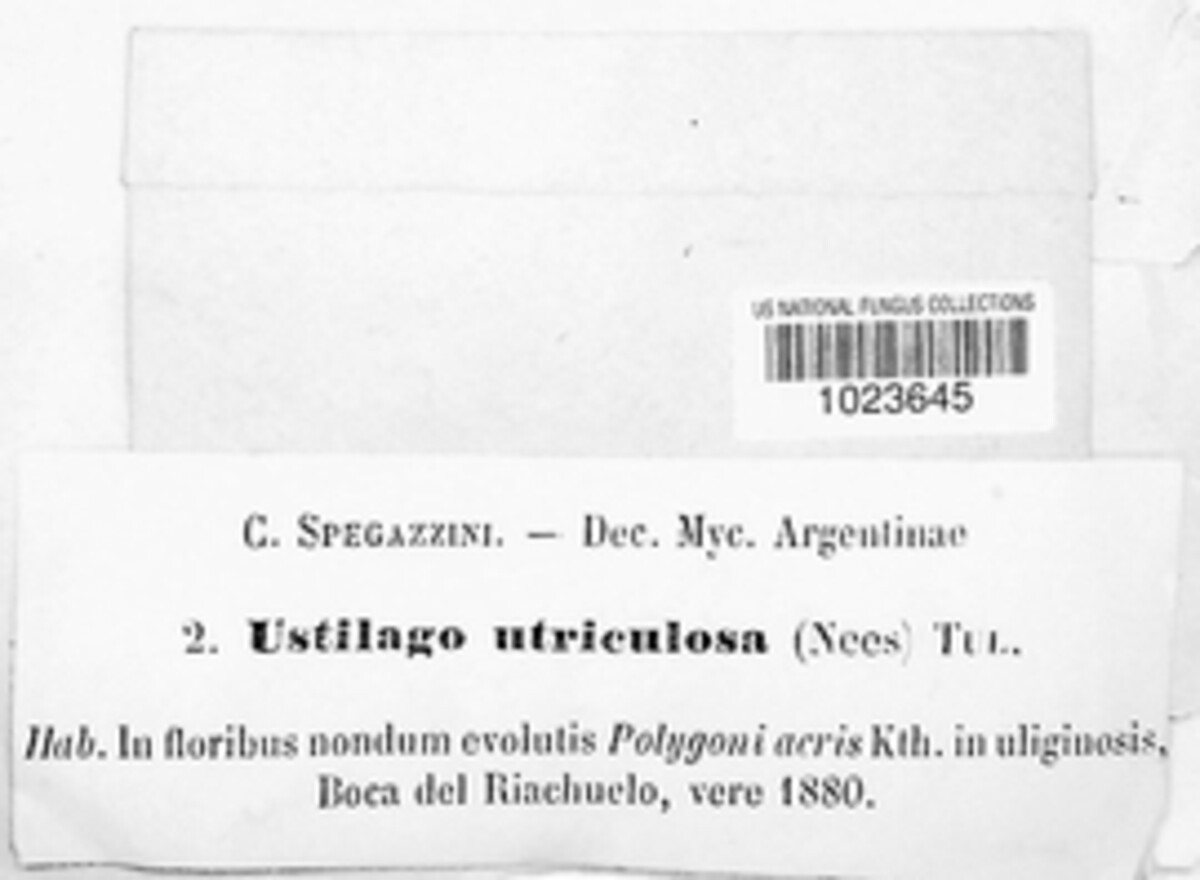 US NATIONAL FUNGUS COLLECTIONS
1023645
C. SPEGAZZINI. — Dec. Myc. Argentinae
2. Ustilago utriculosa (Nees) TUL.
Hab. In floribus nondum evolutis Polygoni acris Kth. in uliginosis,
Boca del Riachuelo, vere 1880.